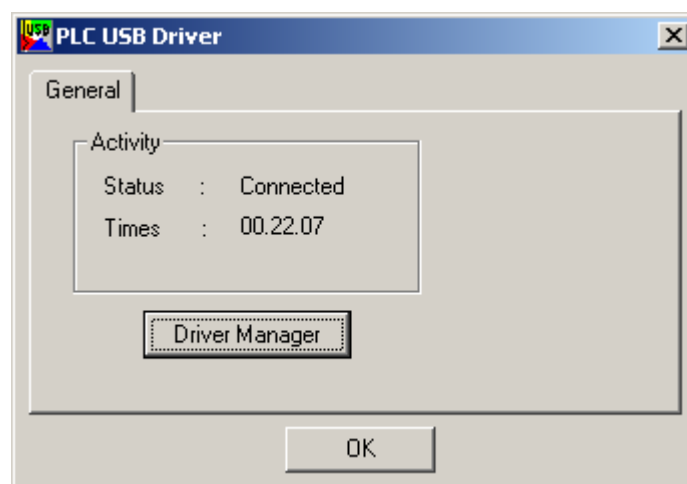 USB PLC USB Driver
General
Activity
Status : Connected
Times : 00.22.07
Driver Manager
OK